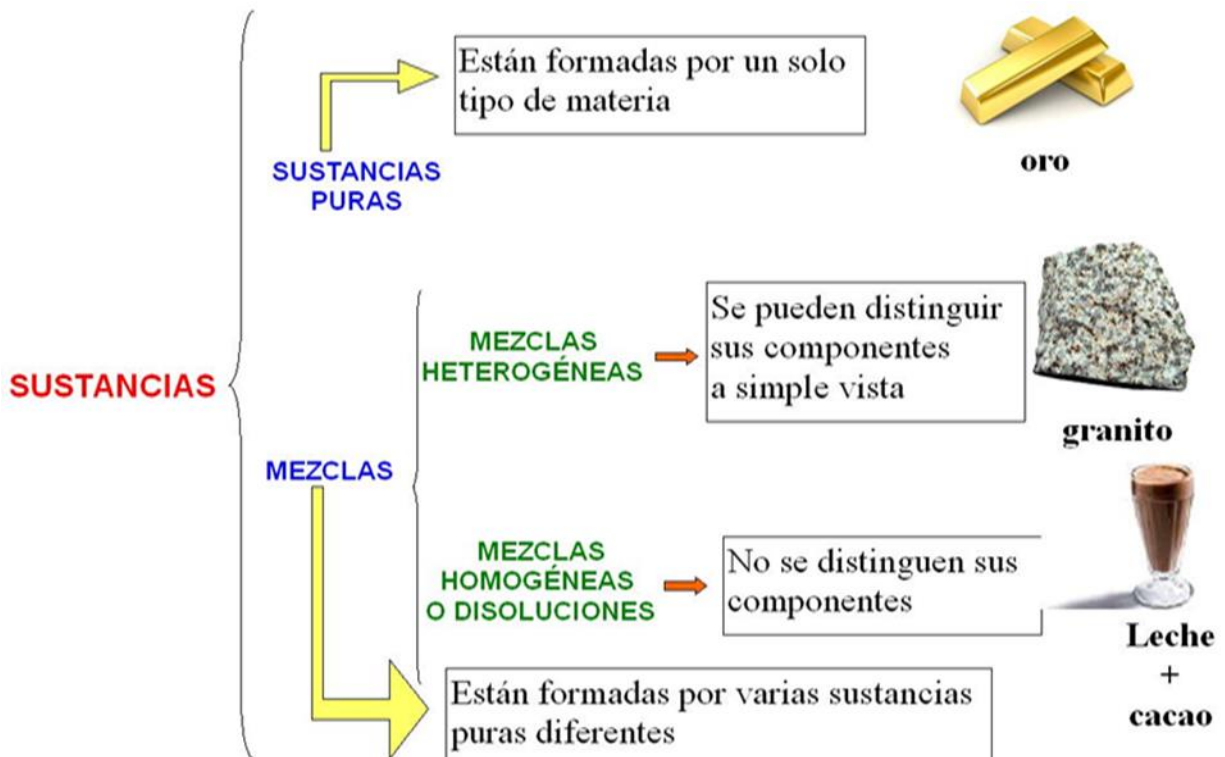 Están formadas por un solo
tipo de materia
oro
SUSTANCIAS
PURAS
SUSTANCIAS
MEZCLAS
HETEROGÉNEAS
Se pueden distinguir
sus componentes
a simple vista
granito
MEZCLAS
MEZCLAS
HOMOGÉNEAS
O DISOLUCIONES
No se distinguen sus
componentes
Leche
+
cacao
Están formadas por varias sustancias
puras diferentes